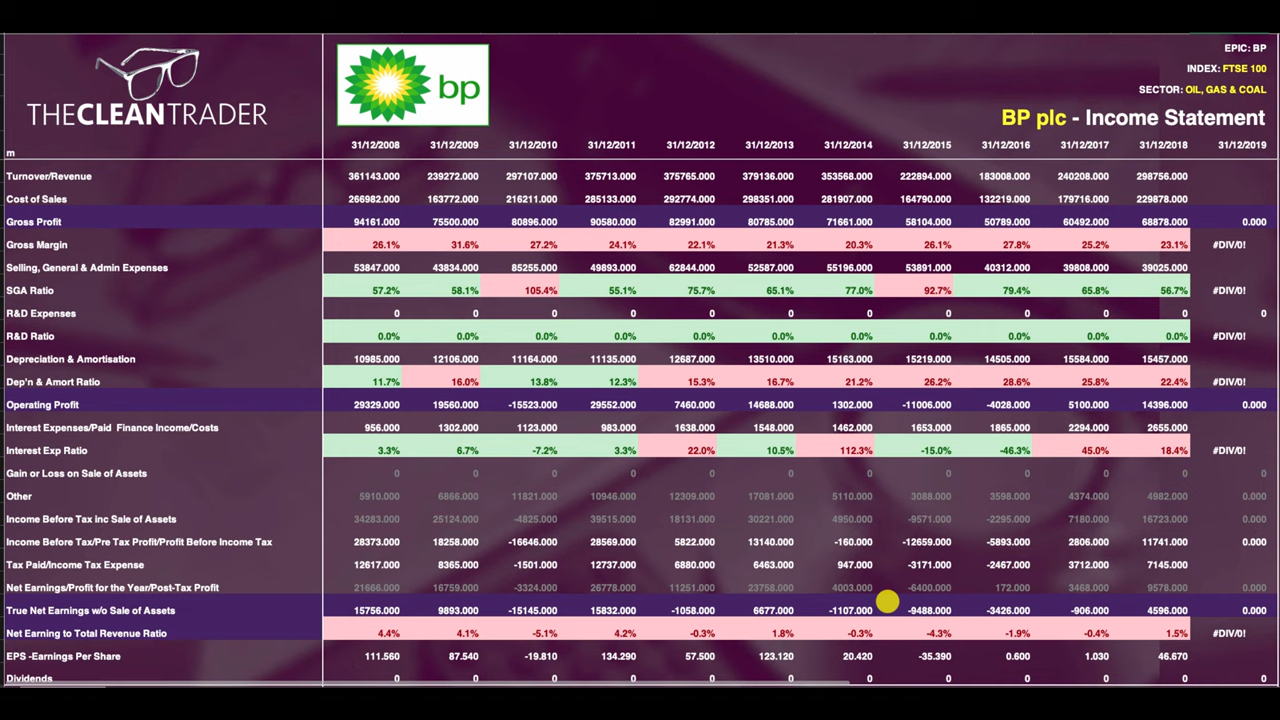 THECLEANTRADER
bp
EPIC: BP
INDEX: FTSE 100
SECTOR: OIL, GAS & COAL
BP plc - Income Statement
m 31/12/2008 31/12/2009 31/12/2010 31/12/2011 31/12/2012 31/12/2013 31/12/2014 31/12/2015 31/12/2016 31/12/2017 31/12/2018 31/12/2019
Turnover/Revenue 361143.000 239272.000 297107.000 375713.000 375765.000 379136.000 353568.000 222894.000 183008.000 240208.000 298756.000
Cost of Sales 266982.000 163772.000 216211.000 285133.000 292774.000 298351.000 281907.000 164790.000 132219.000 179716.000 229878.000
Gross Profit 94161.000 75500.000 80896.000 90580.000 82991.000 80785.000 71661.000 58104.000 50789.000 60492.000 68878.000 0.000
Gross Margin 26.1% 31.6% 27.2% 24.1% 22.1% 21.3% 20.3% 26.1% 27.8% 25.2% 23.1% #DIV/0!
Selling, General & Admin Expenses 53847.000 43834.000 85255.000 49893.000 62844.000 52587.000 55196.000 53891.000 40312.000 39808.000 39025.000
SGA Ratio 57.2% 58.1% 105.4% 55.1% 75.7% 65.1% 77.0% 92.7% 79.4% 65.8% 56.7% #DIV/0!
R&D Expenses 0 0 0 0 0 0 0 0 0 0 0 0
R&D Ratio 0.0% 0.0% 0.0% 0.0% 0.0% 0.0% 0.0% 0.0% 0.0% 0.0% 0.0% #DIV/0!
Depreciation & Amortisation 10985.000 12106.000 11164.000 11135.000 12687.000 13510.000 15163.000 15219.000 14505.000 15584.000 15457.000
Dep'n & Amort Ratio 11.7% 16.0% 13.8% 12.3% 15.3% 16.7% 21.2% 26.2% 28.6% 25.8% 22.4% #DIV/0!
Operating Profit 29329.000 19560.000 -15523.000 29552.000 7460.000 14688.000 1302.000 -11006.000 -4028.000 5100.000 14396.000 0.000
Interest Expenses/Paid Finance Income/Costs 956.000 1302.000 1123.000 983.000 1638.000 1548.000 1462.000 1653.000 1865.000 2294.000 2655.000
Interest Exp Ratio 3.3% 6.7% -7.2% 3.3% 22.0% 10.5% 112.3% -15.0% -46.3% 45.0% 18.4% #DIV/0!
Gain or Loss on Sale of Assets 0 0 0 0 0 0 0 0 0 0 0 0
Other 5910.000 6866.000 11821.000 10946.000 12309.000 17081.000 5110.000 3088.000 3598.000 4374.000 4982.000 0.000
Income Before Tax inc Sale of Assets 34283.000 25124.000 -4825.000 39515.000 18131.000 30221.000 4950.000 -9571.000 -2295.000 7180.000 16723.000 0.000
Income Before Tax/Pre Tax Profit/Profit Before Income Tax 28373.000 18258.000 -16646.000 28569.000 5822.000 13140.000 -160.000 -12659.000 -5893.000 2806.000 11741.000 0.000
Tax Paid/Income Tax Expense 12617.000 8365.000 -1501.000 12737.000 6880.000 6463.000 947.000 -3171.000 -2467.000 3712.000 7145.000
Net Earnings/Profit for the Year/Post-Tax Profit 21666.000 16759.000 -3324.000 26778.000 11251.000 23758.000 4003.000 -6400.000 172.000 3468.000 9578.000 0.000
True Net Earnings w/o Sale of Assets 15756.000 9893.000 -15145.000 15832.000 -1058.000 6677.000 -1107.000 -9488.000 -3426.000 -906.000 4596.000 0.000
Net Earning to Total Revenue Ratio 4.4% 4.1% -5.1% 4.2% -0.3% 1.8% -0.3% -4.3% -1.9% -0.4% 1.5% #DIV/0!
EPS -Earnings Per Share 111.560 87.540 -19.810 134.290 57.500 123.120 20.420 -35.390 0.600 1.030 46.670
Dividends 0 0 0 0 0 0 0 0 0 0 0 0